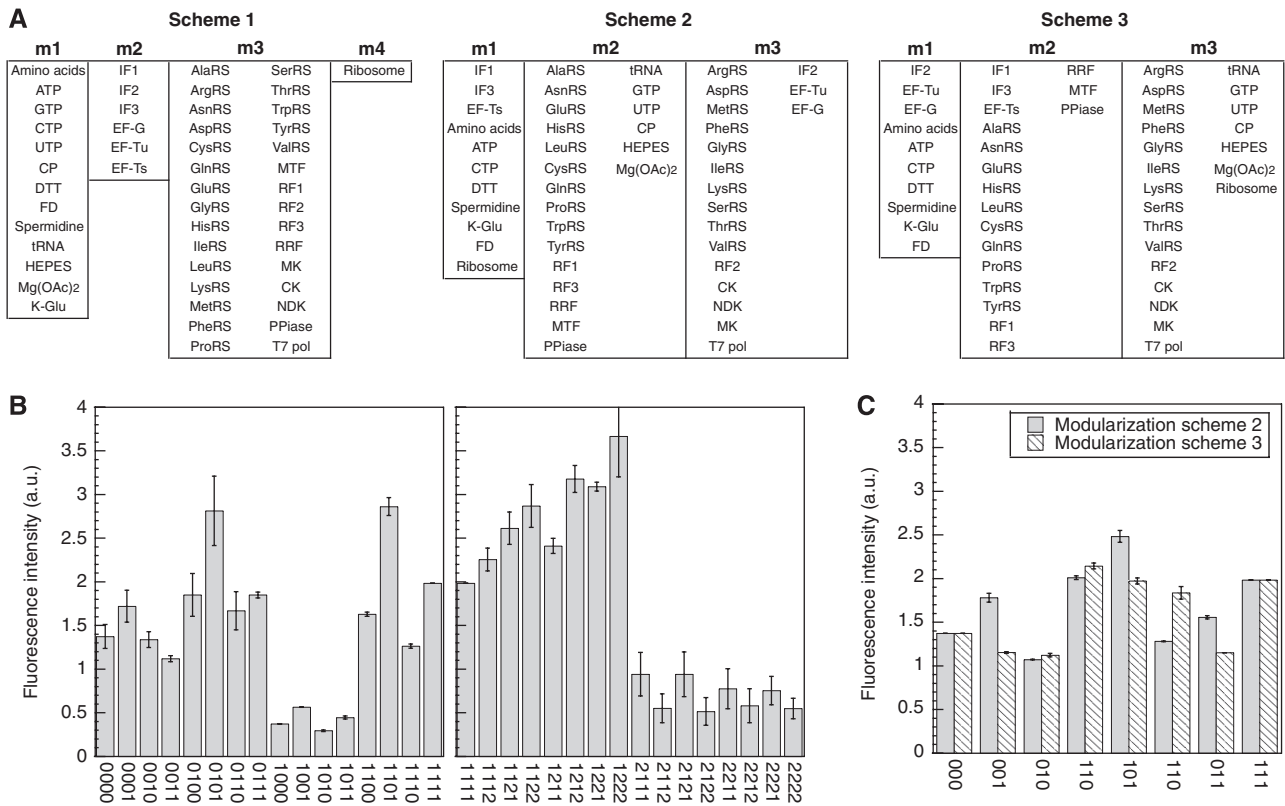 A
Scheme 1
m1
m2
m3
m4
Amino acids
ATP
GTP
CTP
UTP
CP
DTT
FD
Spermidine
tRNA
HEPES
Mg(OAc)2
K-Glu
IF1
IF2
IF3
EF-G
EF-Tu
EF-Ts
AlaRS
ArgRS
AsnRS
AspRS
CysRS
GlnRS
GluRS
GlyRS
HisRS
IleRS
LeuRS
LysRS
MetRS
PheRS
ProRS
SerRS
ThrRS
TrpRS
TyrRS
ValRS
MTF
RF1
RF2
RF3
RRF
MK
CK
NDK
PPiase
T7 pol
Ribosome
Scheme 2
m1
m2
m3
IF1
IF3
EF-Ts
Amino acids
ATP
CTP
DTT
Spermidine
K-Glu
FD
Ribosome
AlaRS
AsnRS
GluRS
HisRS
LeuRS
CysRS
GlnRS
ProRS
TrpRS
TyrRS
RF1
RF3
RRF
MTF
PPiase
tRNA
GTP
UTP
CP
HEPES
Mg(OAc)2
ArgRS
AspRS
MetRS
PheRS
GlyRS
IleRS
LysRS
SerRS
ThrRS
ValRS
RF2
CK
NDK
MK
T7 pol
IF2
EF-Tu
EF-G
Scheme 3
m1
m2
m3
IF2
EF-Tu
EF-G
Amino acids
ATP
CTP
DTT
Spermidine
K-Glu
FD
IF1
IF3
EF-Ts
AlaRS
AsnRS
GluRS
HisRS
LeuRS
CysRS
GlnRS
ProRS
TrpRS
TyrRS
RF1
RF3
RRF
MTF
PPiase
ArgRS
AspRS
MetRS
PheRS
GlyRS
IleRS
LysRS
SerRS
ThrRS
ValRS
RF2
CK
NDK
MK
T7 pol
tRNA
GTP
UTP
CP
HEPES
Mg(OAc)2
Ribosome
B
Fluorescence intensity (a.u.)
4
3.5
3
2.5
2
1.5
1
0.5
0
0000
0001
0010
0011
0100
0101
0110
0111
1000
1001
1010
1011
1100
1101
1110
1111
1111
1112
1121
1122
1211
1212
1221
1222
2111
2112
2121
2122
2211
2212
2221
2222
C
Fluorescence intensity (a.u.)
4
3.5
3
2.5
2
1.5
1
0.5
0
Modularization scheme 2
Modularization scheme 3
000
001
010
110
101
110
011
111